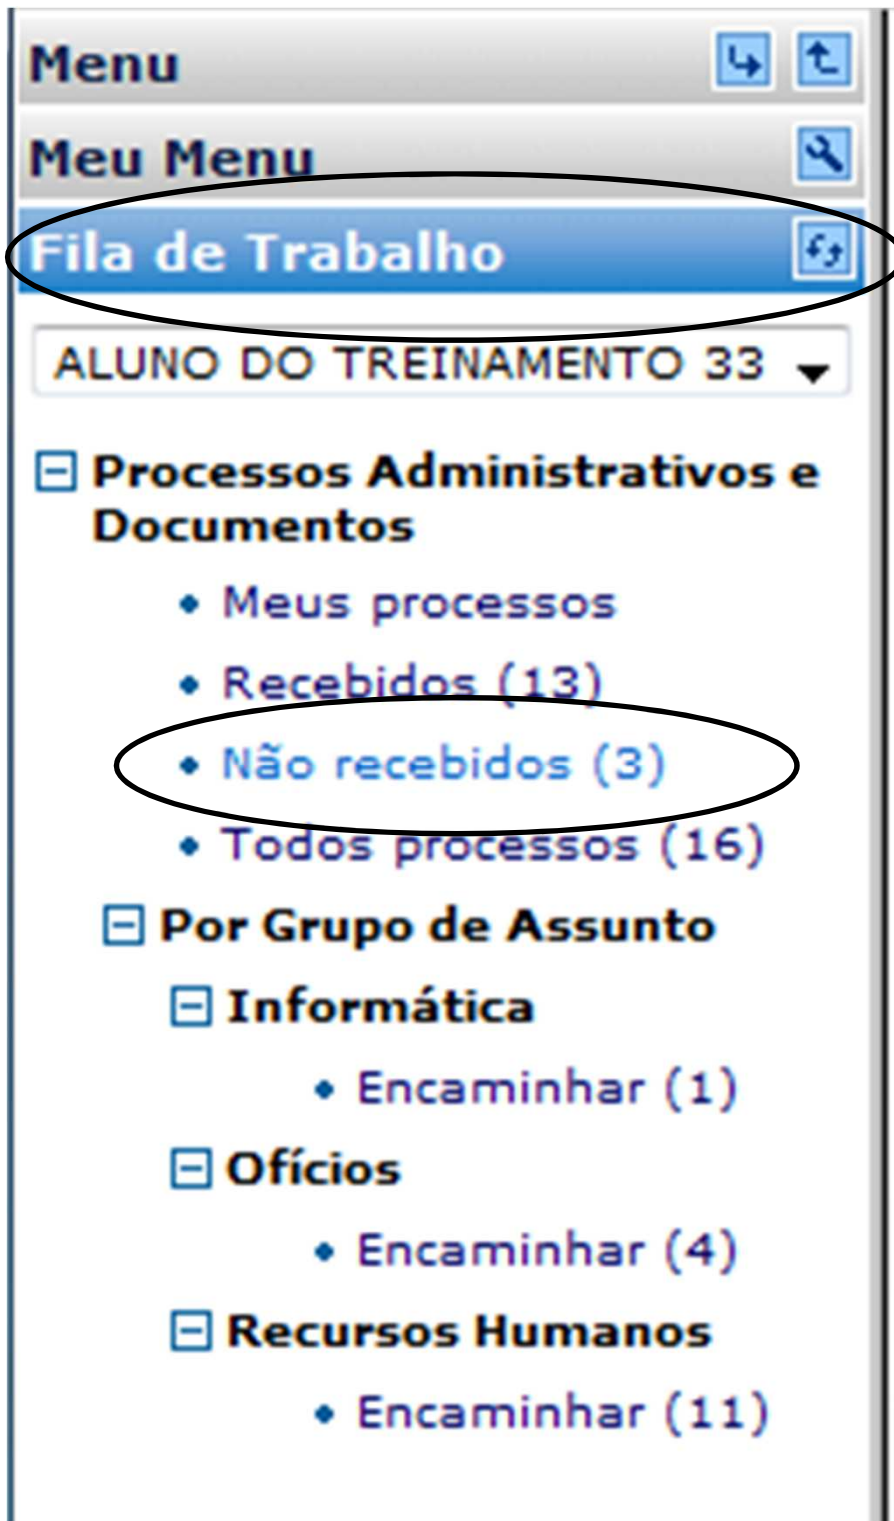 Menu
Meu Menu
Fila de Trabalho
ALUNO DO TREINAMENTO 33
Processos Administrativos e
Documentos
Meus processos
Recebidos (13)
Não recebidos (3)
Todos processos (16)
Por Grupo de Assunto
Informática
Encaminhar (1)
Ofícios
Encaminhar (4)
Recursos Humanos
Encaminhar (11)